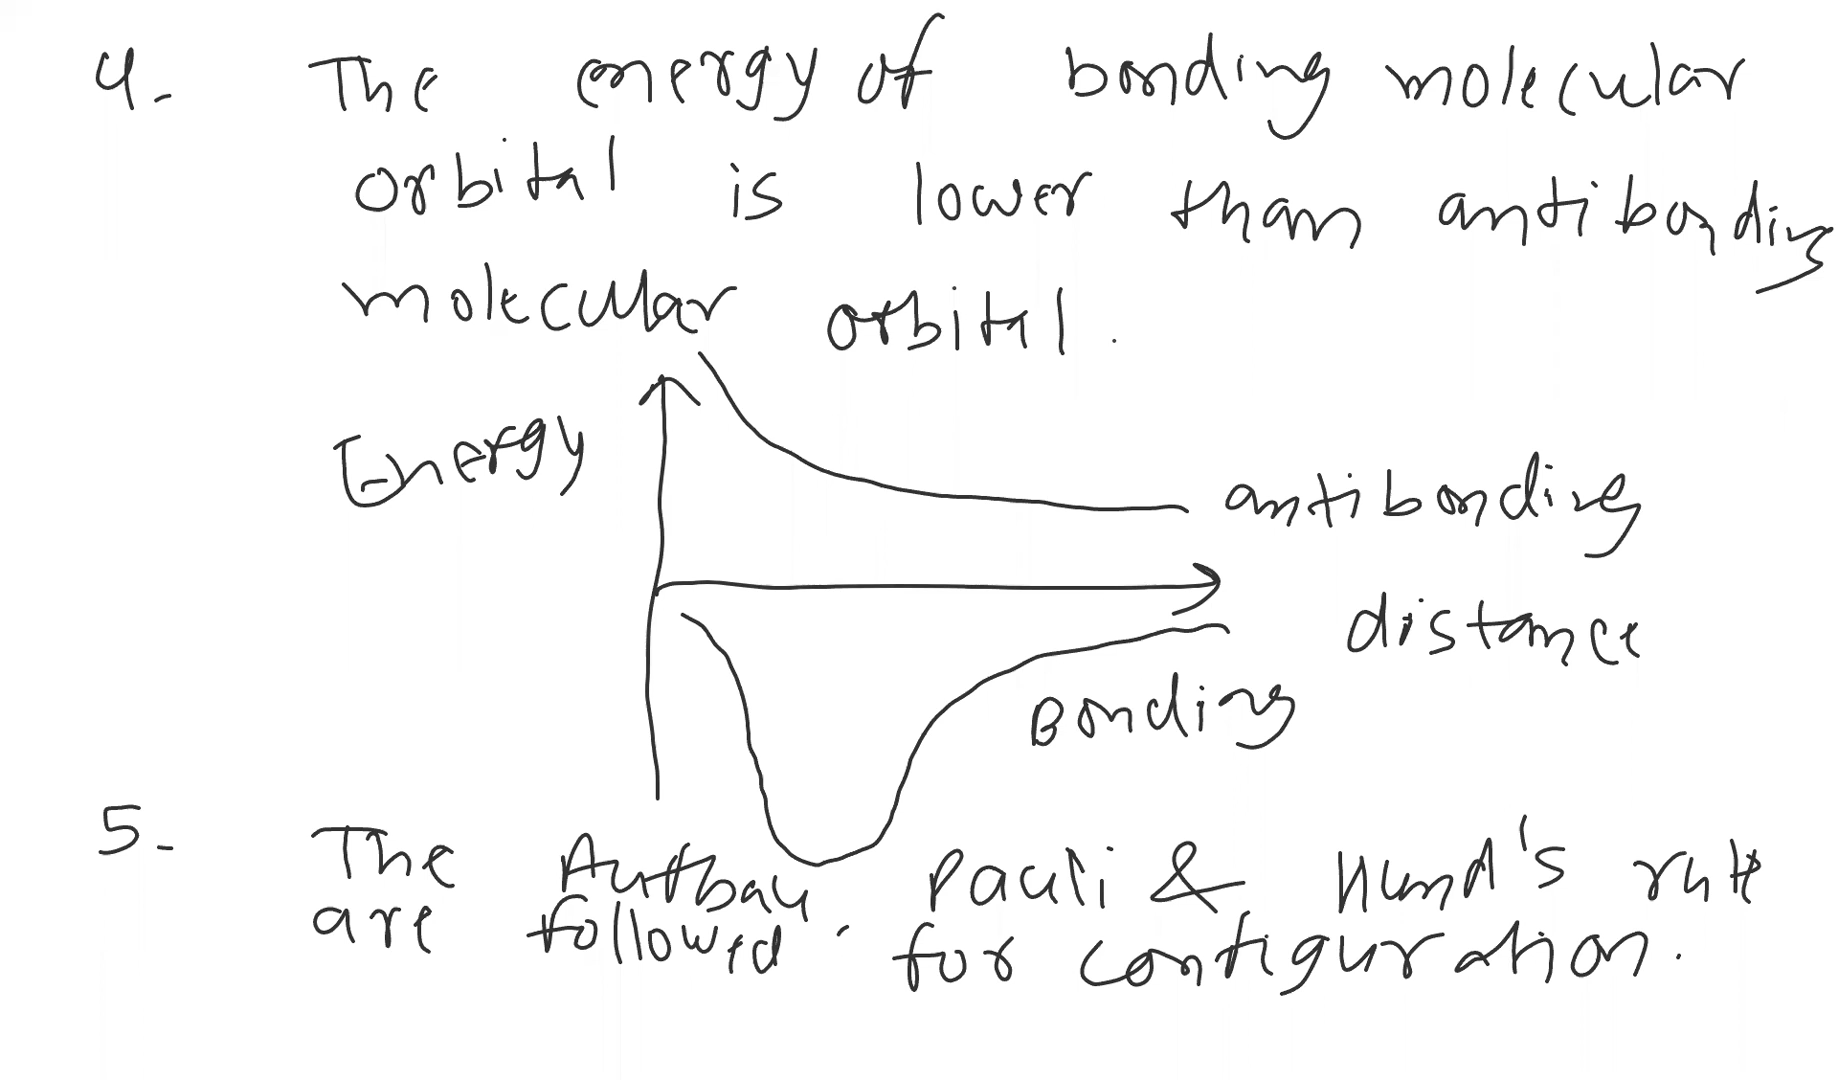 4. The energy of bonding molecular
orbital is lower than antibonding
molecular orbital.
Energy
antibonding
distance
Bonding
5. The Aufbau, Pauli & Hund's rule
are followed for configuration.